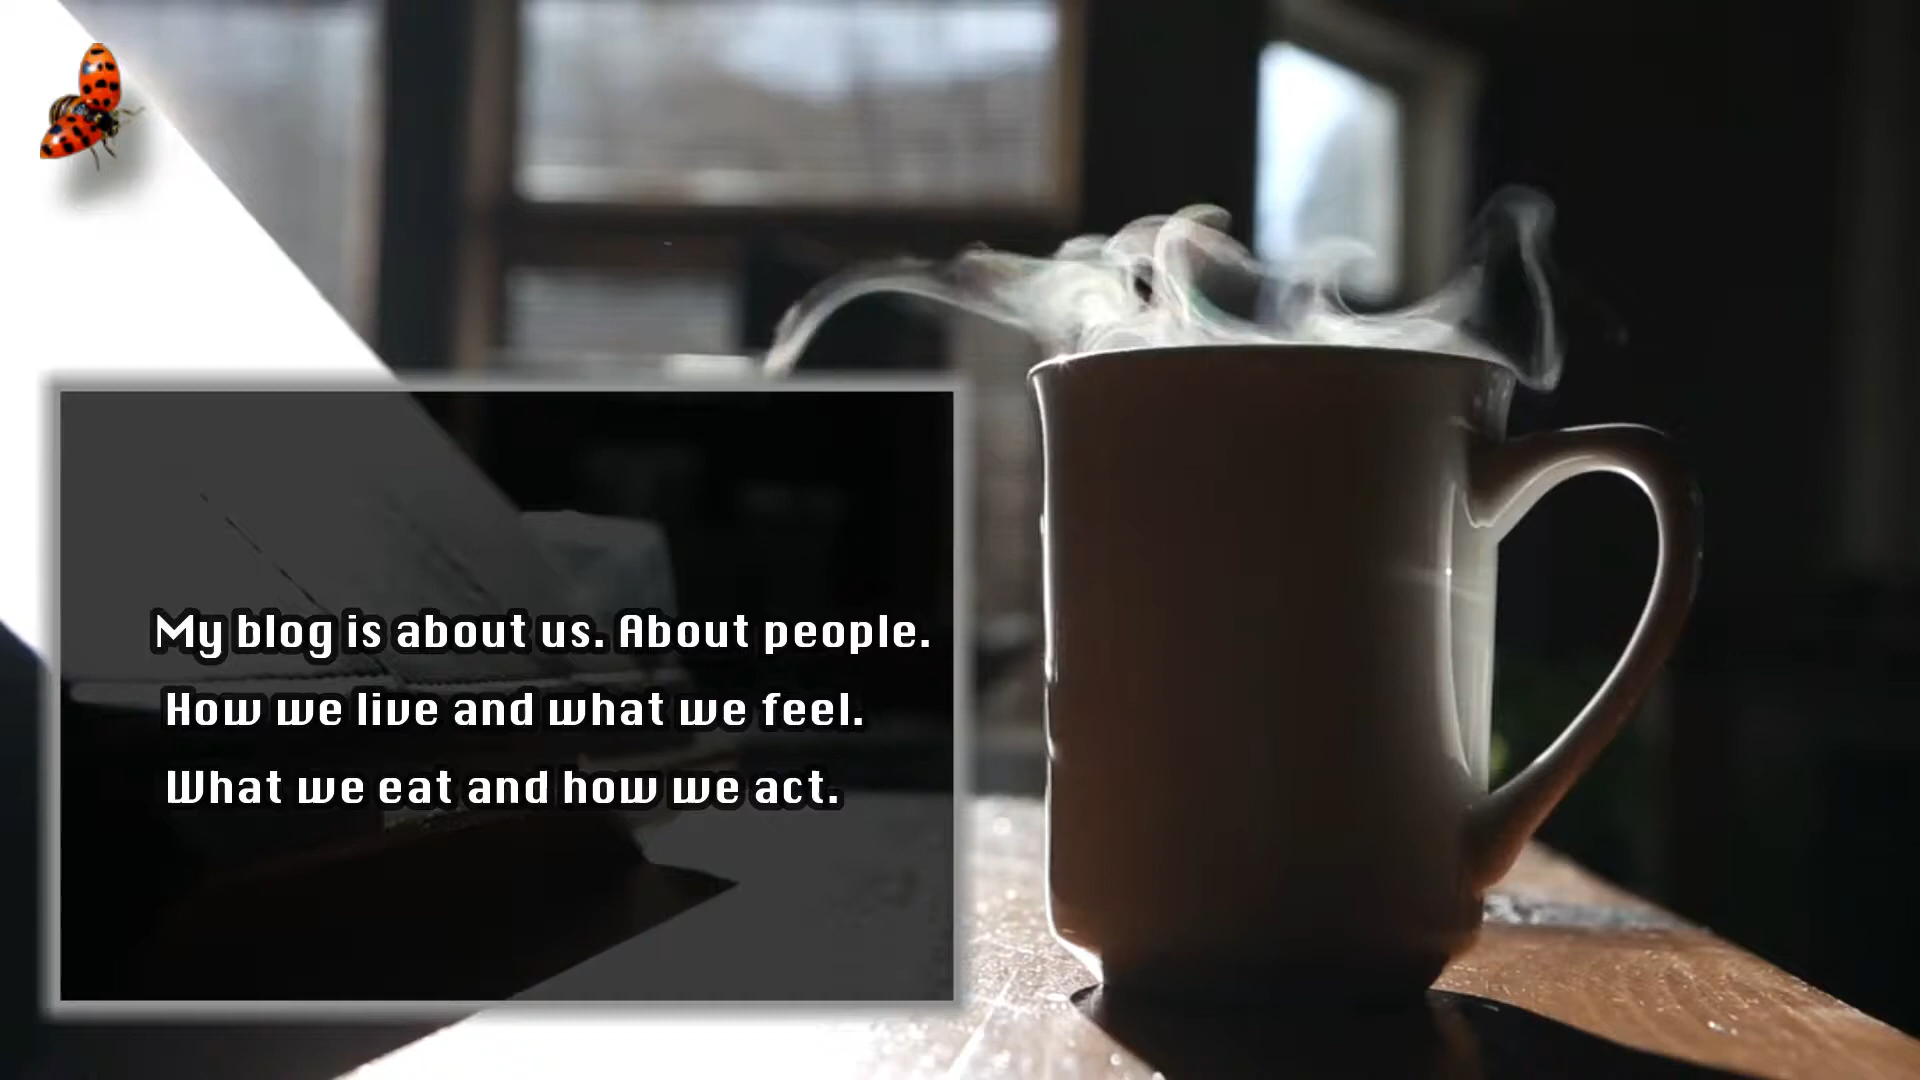 My blog is about us. About people.
How we live and what we feel.
What we eat and how we act.